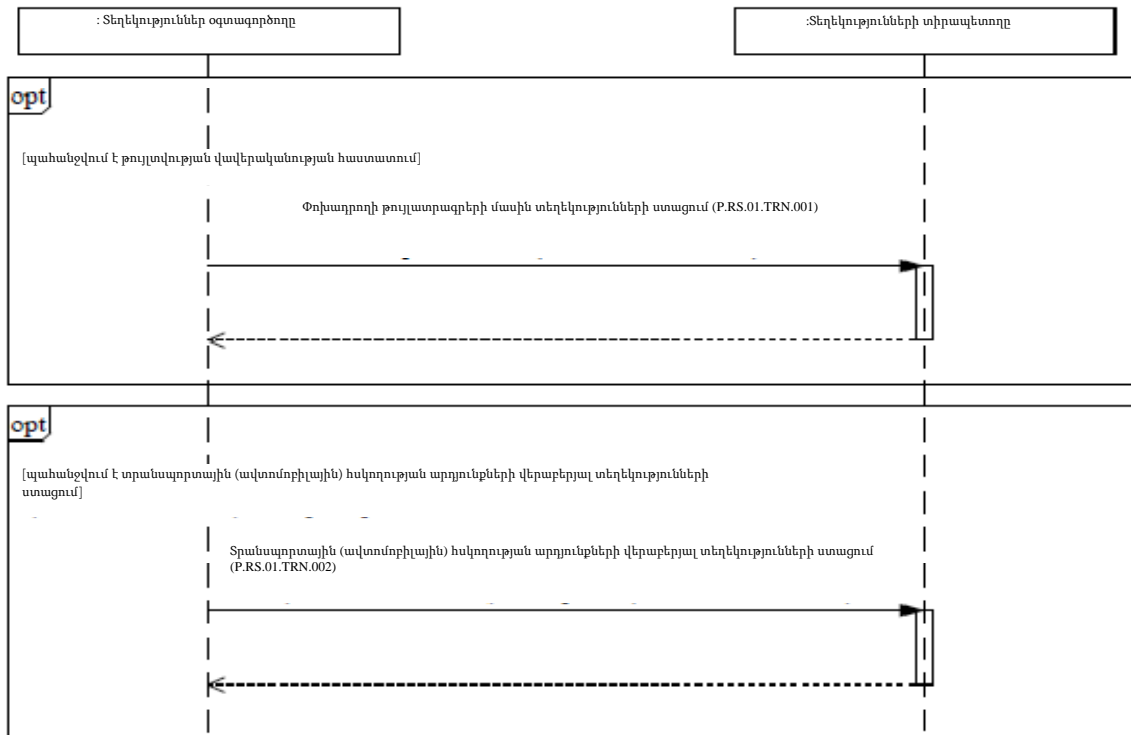 : Տեղեկություններ օգտագործողը
:Տեղեկությունների տիրապետողը
opt
[պահանջվում է թույլտվության վավերականության հաստատում]
Փոխադրողի թույլատրագրերի մասին տեղեկությունների ստացում (P.RS.01.TRN.001)
opt
[պահանջվում է տրանսպորտային (ավտոմոբիլային) հսկողության արդյունքների վերաբերյալ տեղեկությունների
ստացում]
Տրանսպորտային (ավտոմոբիլային) հսկողության արդյունքների վերաբերյալ տեղեկությունների ստացում
(P.RS.01.TRN.002)